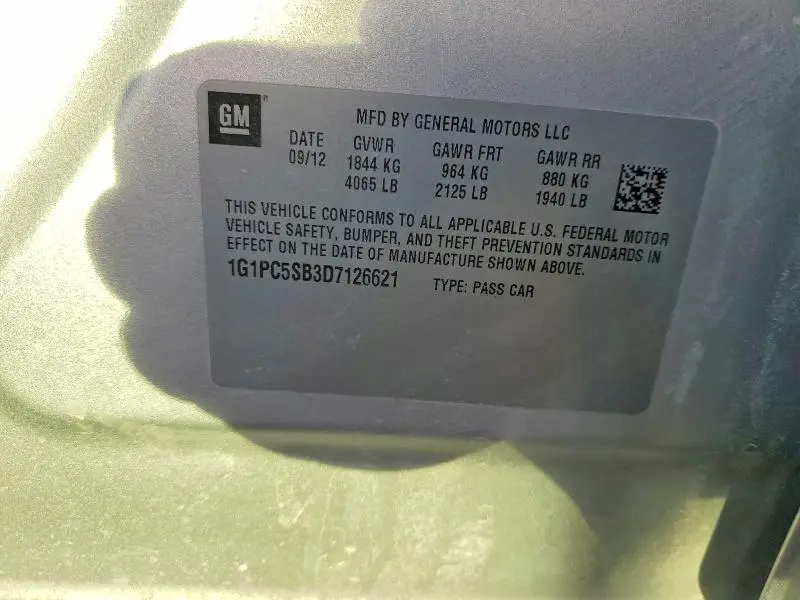 GM
MFD BY GENERAL MOTORS LLC
DATE GVWR GAWR FRT GAWR RR
09/12 1844 KG 964 KG 880 KG
4065 LB 2125 LB 1940 LB
THIS VEHICLE CONFORMS TO ALL APPLICABLE U.S. FEDERAL MOTOR
VEHICLE SAFETY, BUMPER, AND THEFT PREVENTION STANDARDS IN
EFFECT ON THE DATE OF MANUFACTURE SHOWN ABOVE.
1G1PC5SB3D7126621 TYPE: PASS CAR